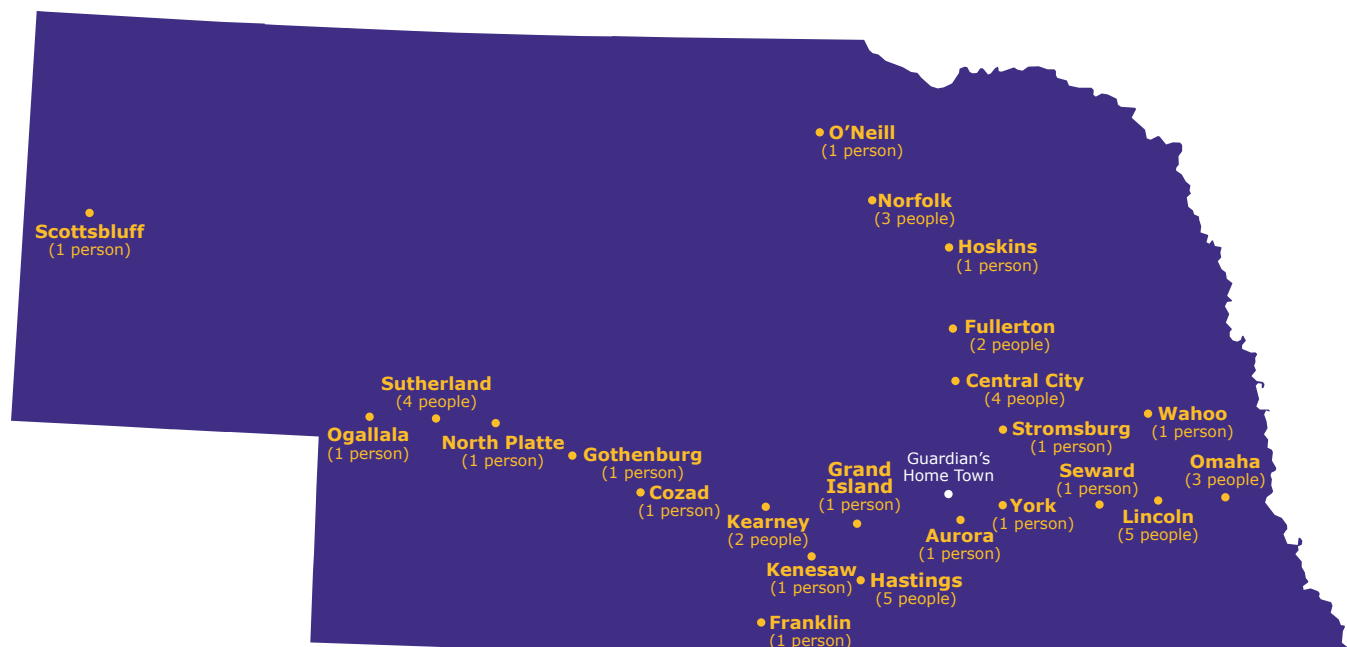 O’Neill
(1 person)
Norfolk
(3 people)
Scottsbluff
(1 person)
Hoskins
(1 person)
Fullerton
(2 people)
Central City
(4 people)
Sutherland
(4 people)
Ogallala
(1 person)
North Platte
(1 person)
Gothenburg
(1 person)
Cozad
(1 person)
Kearney
(2 people)
Kenesaw
(1 person)
Franklin
(1 person)
Grand
Island
(1 person)
Hastings
(5 people)
Guardian’s
Home Town
Aurora
(1 person)
Stromsburg
(1 person)
York
(1 person)
Seward
(1 person)
Wahoo
(1 person)
Lincoln
(5 people)
Omaha
(3 people)